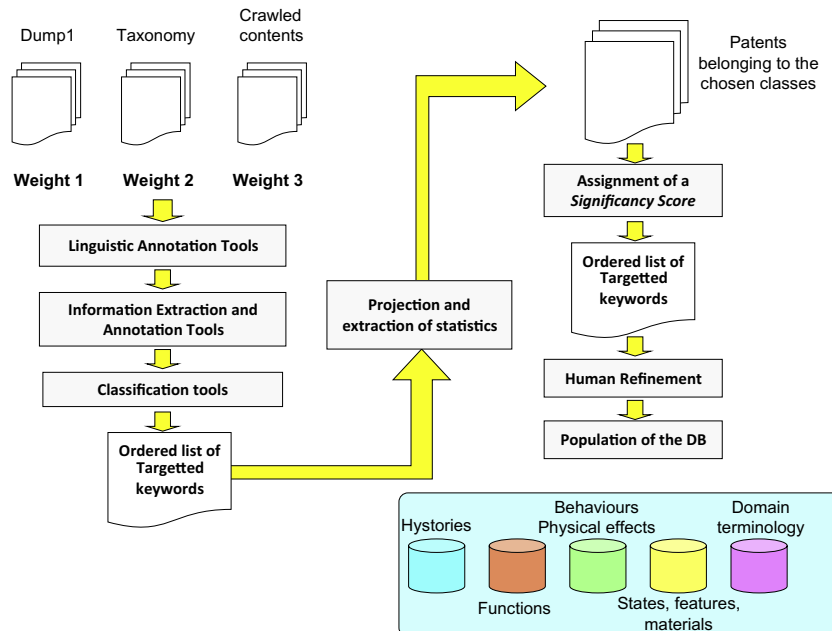 Dump1
Taxonomy
Crawled
contents
Weight 1
Weight 2
Weight 3
Linguistic Annotation Tools
Information Extraction and
Annotation Tools
Classification tools
Ordered list of
Targetted
keywords
Projection and
extraction of statistics
Patents
belonging to the
chosen classes
Assignment of a
Significancy Score
Ordered list of
Targetted
keywords
Human Refinement
Population of the DB
Hystories
Functions
Behaviours
Physical effects
States, features,
materials
Domain
terminology